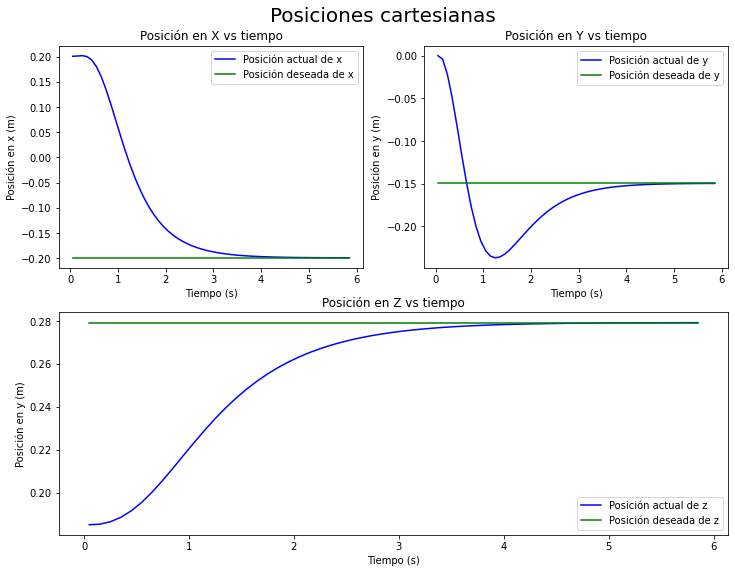 Posiciones cartesianas
Posición en X vs tiempo
Posición en x (m)
0.20
0.15
0.10
0.05
0.00
−0.05
−0.10
−0.15
−0.20
Posición actual de x
Posición deseada de x
0 1 2 3 4 5 6
Tiempo (s)
Posición en Y vs tiempo
Posición en y (m)
0.00
−0.05
−0.10
−0.15
−0.20
Posición actual de y
Posición deseada de y
0 1 2 3 4 5 6
Tiempo (s)
Posición en Z vs tiempo
Posición en y (m)
0.28
0.26
0.24
0.22
0.20
Posición actual de z
Posición deseada de z
0 1 2 3 4 5 6
Tiempo (s)